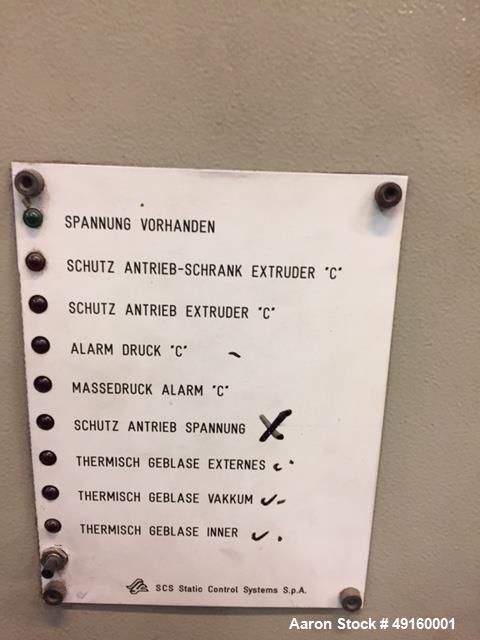 SPANNUNG VORHANDEN
SCHUTZ ANTRIEB-SCHRANK EXTRUDER "C"
SCHUTZ ANTRIEB EXTRUDER "C"
ALARM DRUCK "C"
MASSEDRUCK ALARM "C"
SCHUTZ ANTRIEB SPANNUNG
THERMISCH GEBLASE EXTERNES
THERMISCH GEBLASE VAKKUM
THERMISCH GEBLASE INNER
SCS Static Control Systems S.p.A.
Aaron Stock # 49160001